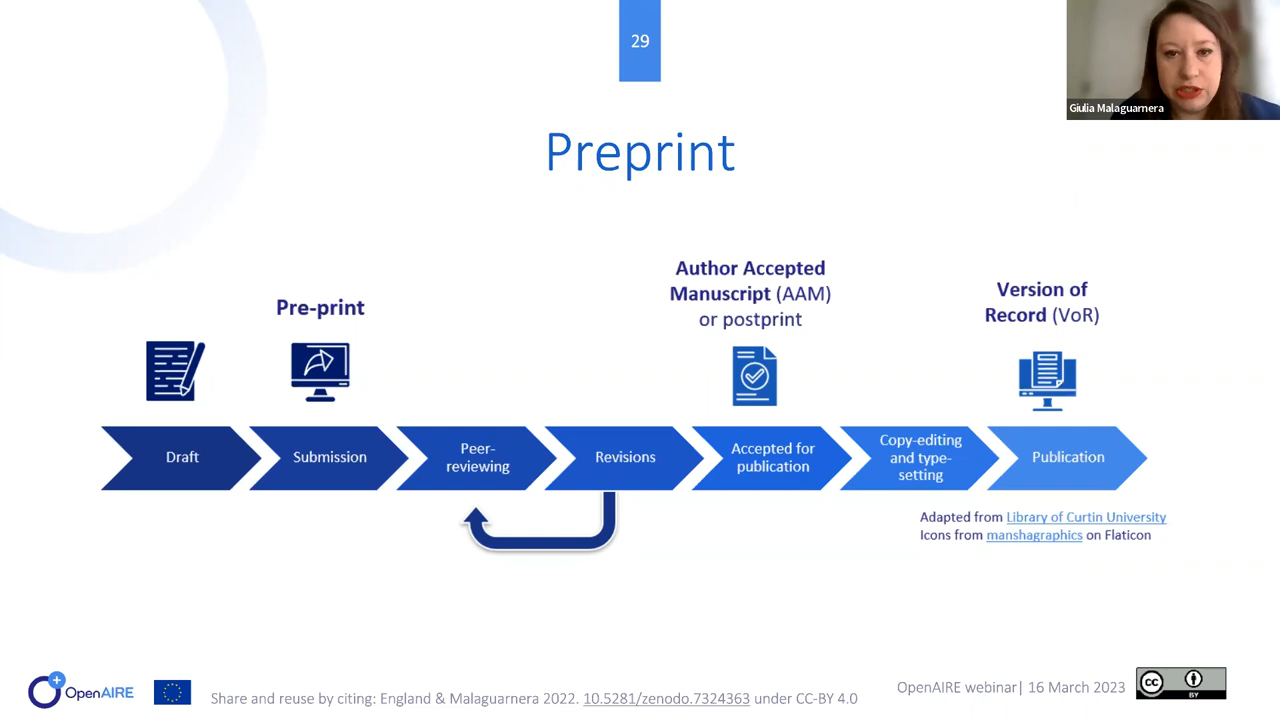 29
Giulia Malaguarnera
Preprint
Pre-print
Author Accepted
Manuscript (AAM)
or postprint
Version of
Record (VoR)
Draft
Submission
Peer-
reviewing
Revisions
Accepted for
publication
Copy-editing
and type-
setting
Publication
Adapted from Library of Curtin University
Icons from manshagraphics on Flaticon
OpenAIRE
Share and reuse by citing: England & Malaguarnera 2022. 10.5281/zenodo.7324363 under CC-BY 4.0
OpenAIRE webinar| 16 March 2023
cc
BY